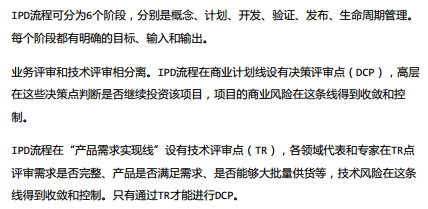 IPD流程可分为6个阶段，分别是概念、计划、开发、验证、发布、生命周期管理。
每个阶段都有明确的目标、输入和输出。
业务评审和技术评审相分离。IPD流程在商业计划线设有决策评审点（DCP），高层
在这些决策点判断是否继续投资该项目，项目的商业风险在这条线得到收敛和控
制。
IPD流程在“产品需求实现线”设有技术评审点（TR），各领域代表和专家在TR点
评审需求是否完整、产品是否满足需求、是否能够大批量供货等，技术风险在这条
线得到收敛和控制。只有通过TR才能进行DCP。